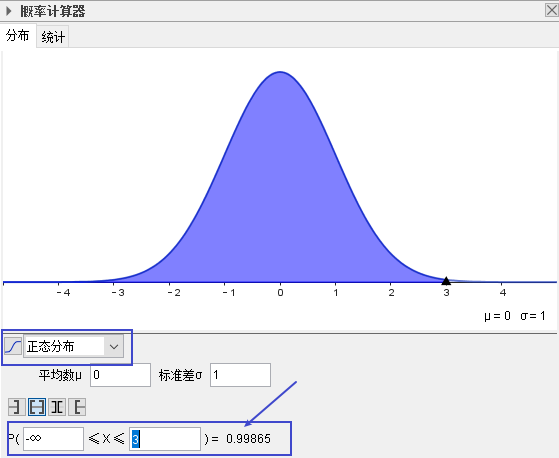 概率计算器
分布 统计
-4 -3 -2 -1 0 1 2 3 4
μ = 0 σ = 1
正态分布
平均数μ 0 标准差σ 1
P( -∞ ≤ X ≤ 3 ) = 0.99865